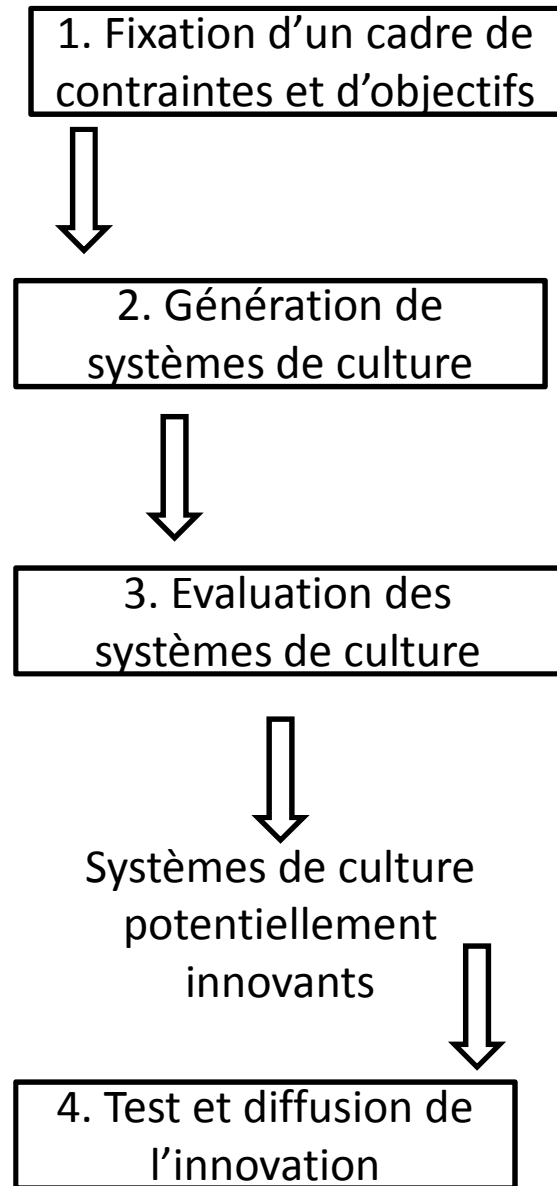 1. Fixation d’un cadre de
contraintes et d’objectifs
2. Génération de
systèmes de culture
3. Evaluation des
systèmes de culture
Systèmes de culture
potentiellement
innovants
4. Test et diffusion de
l’innovation